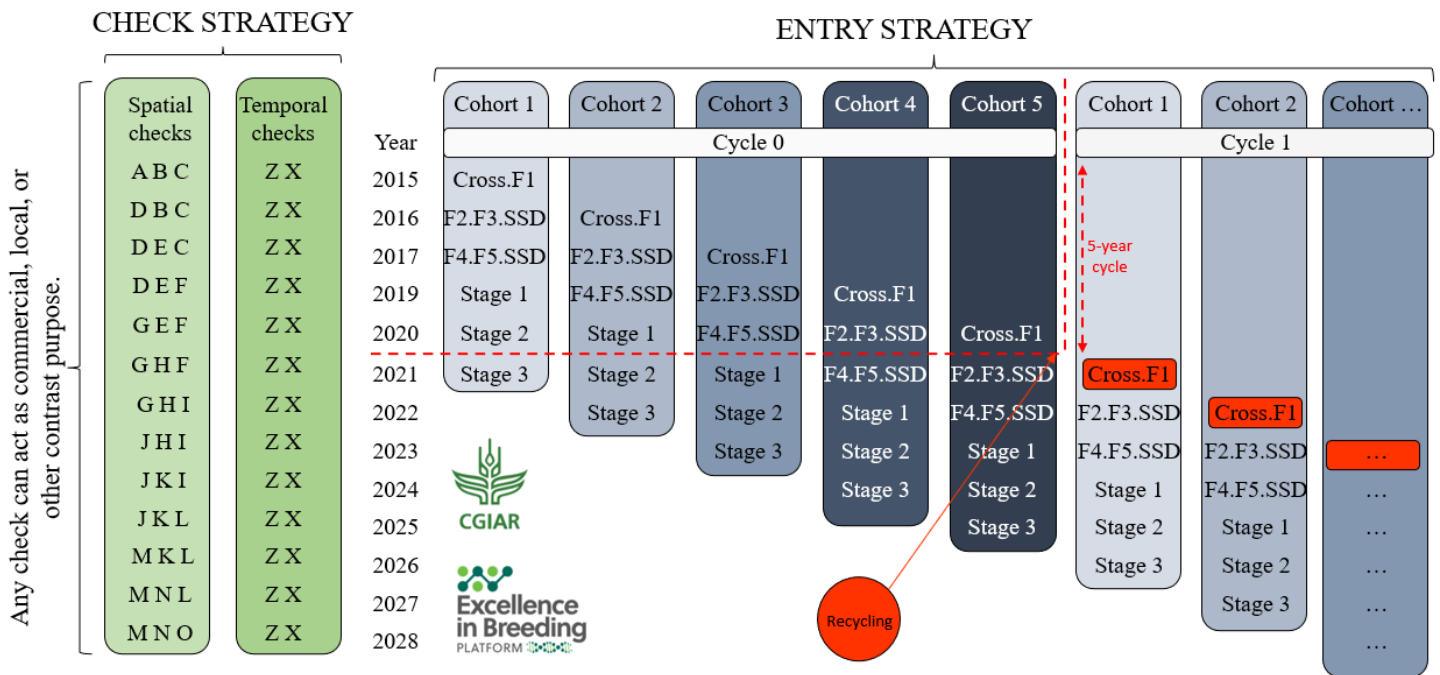 CHECK STRATEGY
ENTRY STRATEGY
Any check can act as commercial, local, or
other contrast purpose.
Spatial
checks
A B C
D B C
D E C
D E F
G E F
G H F
G H I
J H I
J K I
J K L
M K L
M N L
M N O
Temporal
checks
Z X
Z X
Z X
Z X
Z X
Z X
Z X
Z X
Z X
Z X
Z X
Z X
Z X
Cohort 1 Cohort 2 Cohort 3 Cohort 4 Cohort 5 Cohort 1 Cohort 2 Cohort …
Year Cycle 0 Cycle 1
2015 Cross.F1
2016 F2.F3.SSD Cross.F1
2017 F4.F5.SSD F2.F3.SSD Cross.F1
5-year
cycle
2019 Stage 1 F4.F5.SSD F2.F3.SSD Cross.F1
2020 Stage 2 Stage 1 F4.F5.SSD F2.F3.SSD Cross.F1
2021 Stage 3 Stage 2 Stage 1 F4.F5.SSD F2.F3.SSD Cross.F1
2022 Stage 3 Stage 2 Stage 1 F4.F5.SSD F2.F3.SSD Cross.F1
2023 Stage 3 Stage 2 Stage 1 F4.F5.SSD F2.F3.SSD …
2024 Stage 3 Stage 2 Stage 1 F4.F5.SSD …
2025 Stage 3 Stage 2 Stage 1 …
2026 Stage 3 Stage 2 …
2027 Stage 3 …
2028 …
CGIAR
Excellence
in Breeding
PLATFORM
Recycling